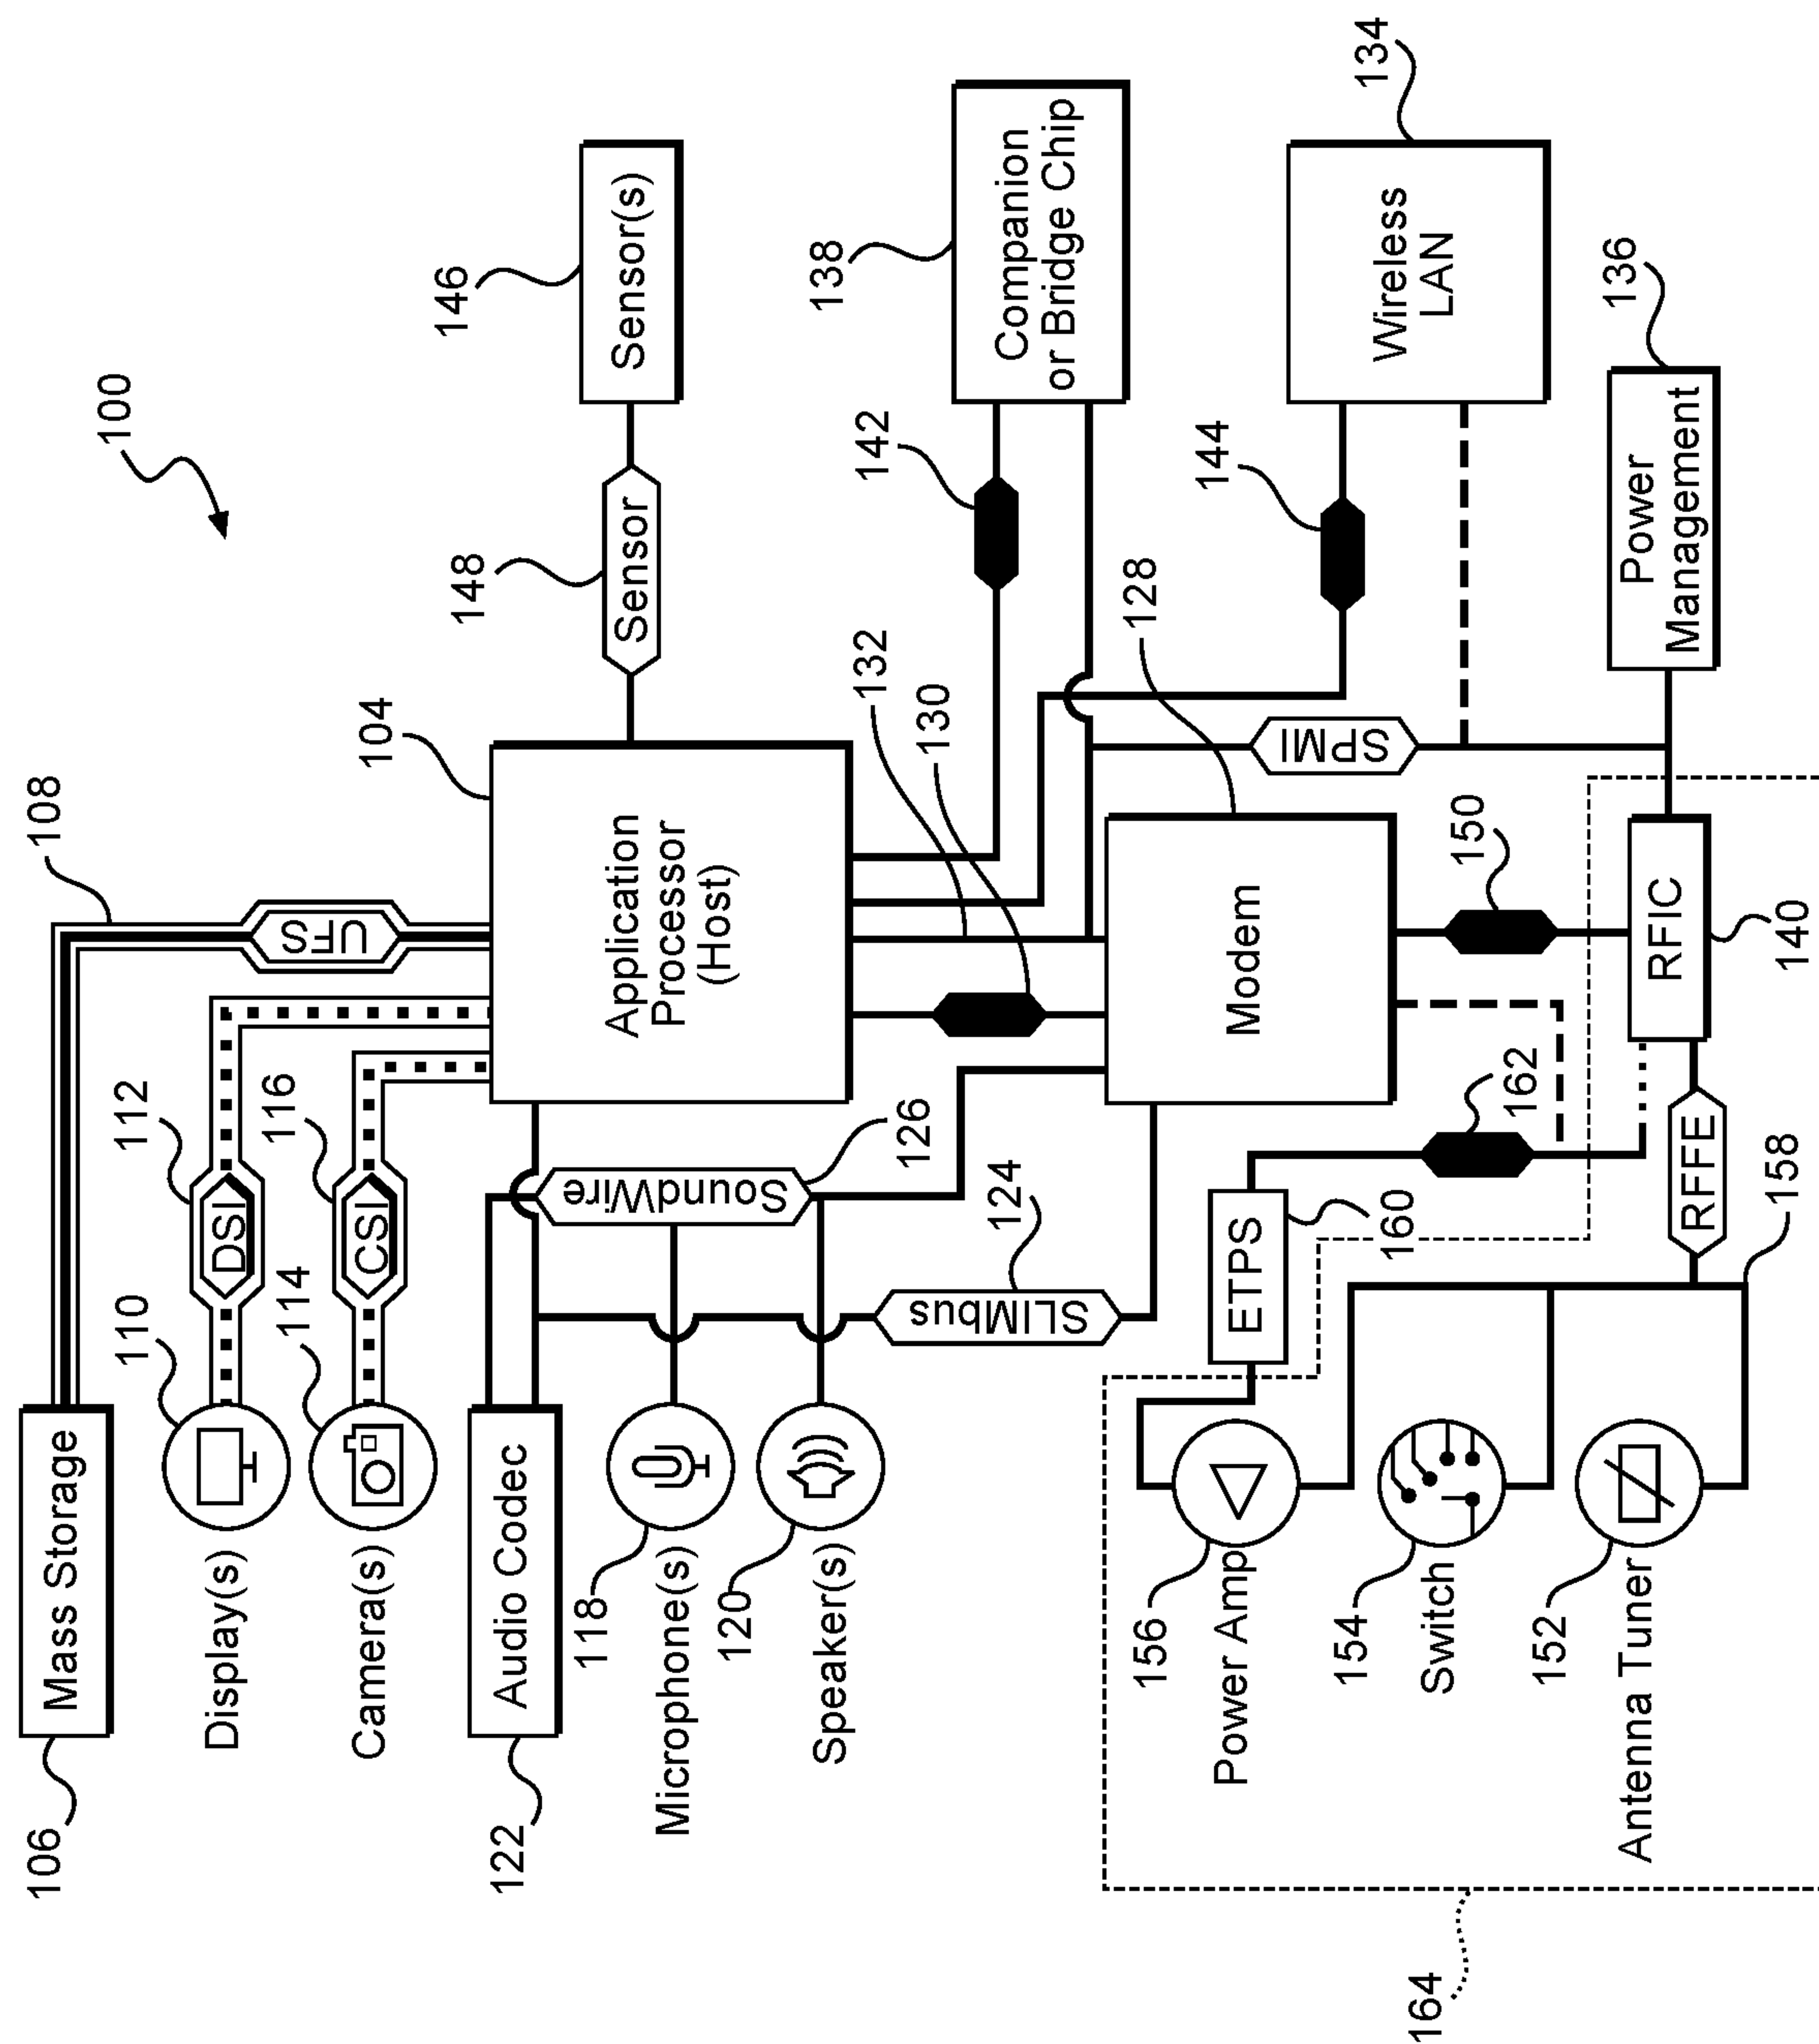 100
106
Mass Storage
108
UFS
110
Display(s)
112
DSI
114
Camera(s)
116
CSI
104
Application
Processor
(Host)
148
Sensor
146
Sensor(s)
122
Audio Codec
118
Microphone(s)
120
Speaker(s)
SoundWire
126
SLIMbus
124
130
132
142
138
Companion
or Bridge Chip
128
Modem
144
134
Wireless
LAN
SPMI
136
Power
Management
150
RFIC
140
162
ETPS
160
RFFE
158
156
Power Amp
154
Switch
152
Antenna Tuner
164